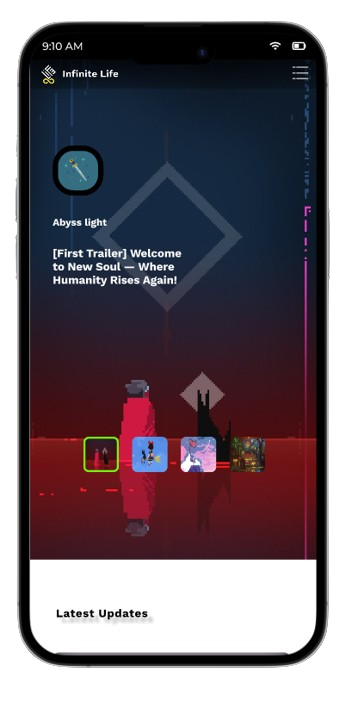 9:10 AM
Infinite Life
Abyss light
[First Trailer] Welcome
to New Soul — Where
Humanity Rises Again!
Latest Updates